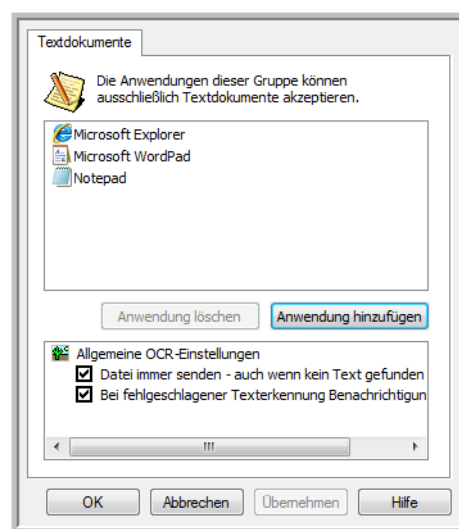 Textdokumente
Die Anwendungen dieser Gruppe können
ausschließlich Textdokumente akzeptieren.
Microsoft Explorer
Microsoft WordPad
Notepad
Anwendung löschen Anwendung hinzufügen
Allgemeine OCR-Einstellungen
Datei immer senden - auch wenn kein Text gefunden
Bei fehlgeschlagener Texterkennung Benachrichtigun
OK Abbrechen Übernehmen Hilfe